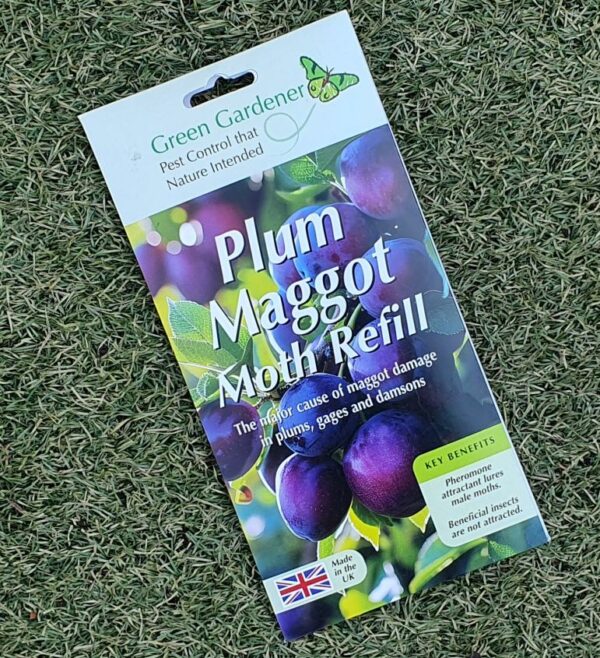 Green Gardener
Pest Control that
Nature Intended
Plum
Maggot
Moth Refill
The major cause of maggot damage
in plums, gages and damsons
KEY BENEFITS
Pheromone
attractant lures
male moths.
Beneficial insects
are not attracted.
Made
in the
UK